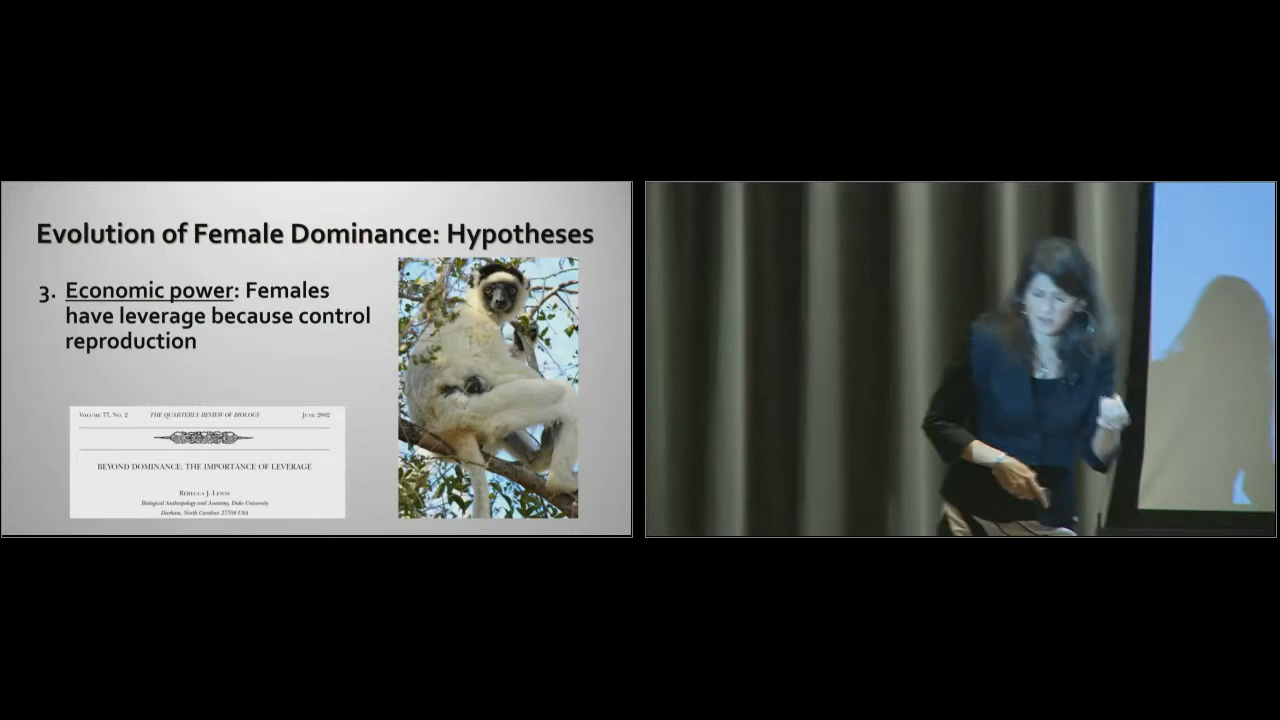 Evolution of Female Dominance: Hypotheses
3. Economic power: Females
have leverage because control
reproduction
VOLUME 77, NO. 2 THE QUARTERLY REVIEW OF BIOLOGY JUNE 2002
BEYOND DOMINANCE: THE IMPORTANCE OF LEVERAGE
REBECCA J. LEWIS
Biological Anthropology and Anatomy, Duke University
Durham, North Carolina 27708 USA